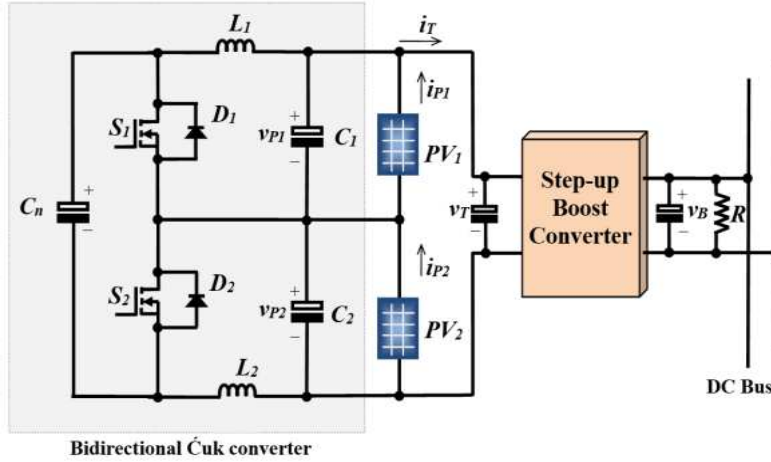 L1
iT
iP1
S1
D1
+
vP1
−
C1
PV1
Cn
+
−
Step-up
Boost
Converter
+
vT
−
+
vB
−
R
iP2
S2
D2
+
vP2
−
C2
PV2
L2
DC Bus
Bidirectional Ćuk converter